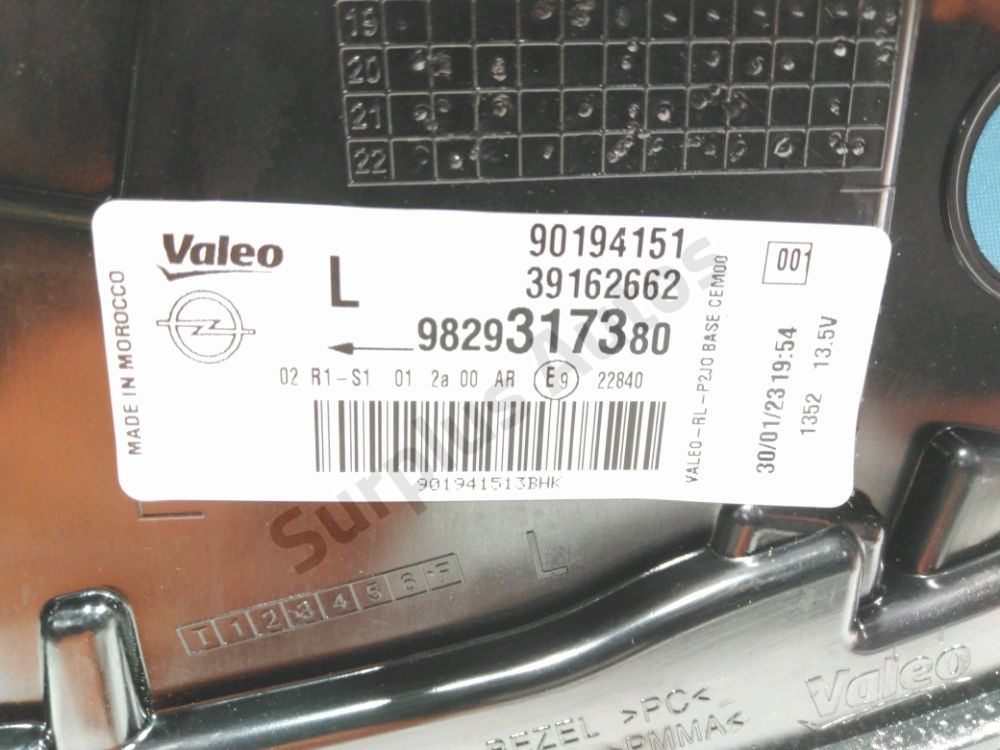 19
20
21
22
Valeo
L
90194151
39162662
9829317380
001
MADE IN MOROCCO
02 R1-S1 01 2a 00 AR E9 22840
901941513BHK
VALEO-RL-P2JO BASE CEM00
30/01/23 19:54
1352 13.5V
Surplus Autos
L
1 2 3 4 5 6
Valeo
BEZEL >PC<
>PMMA<